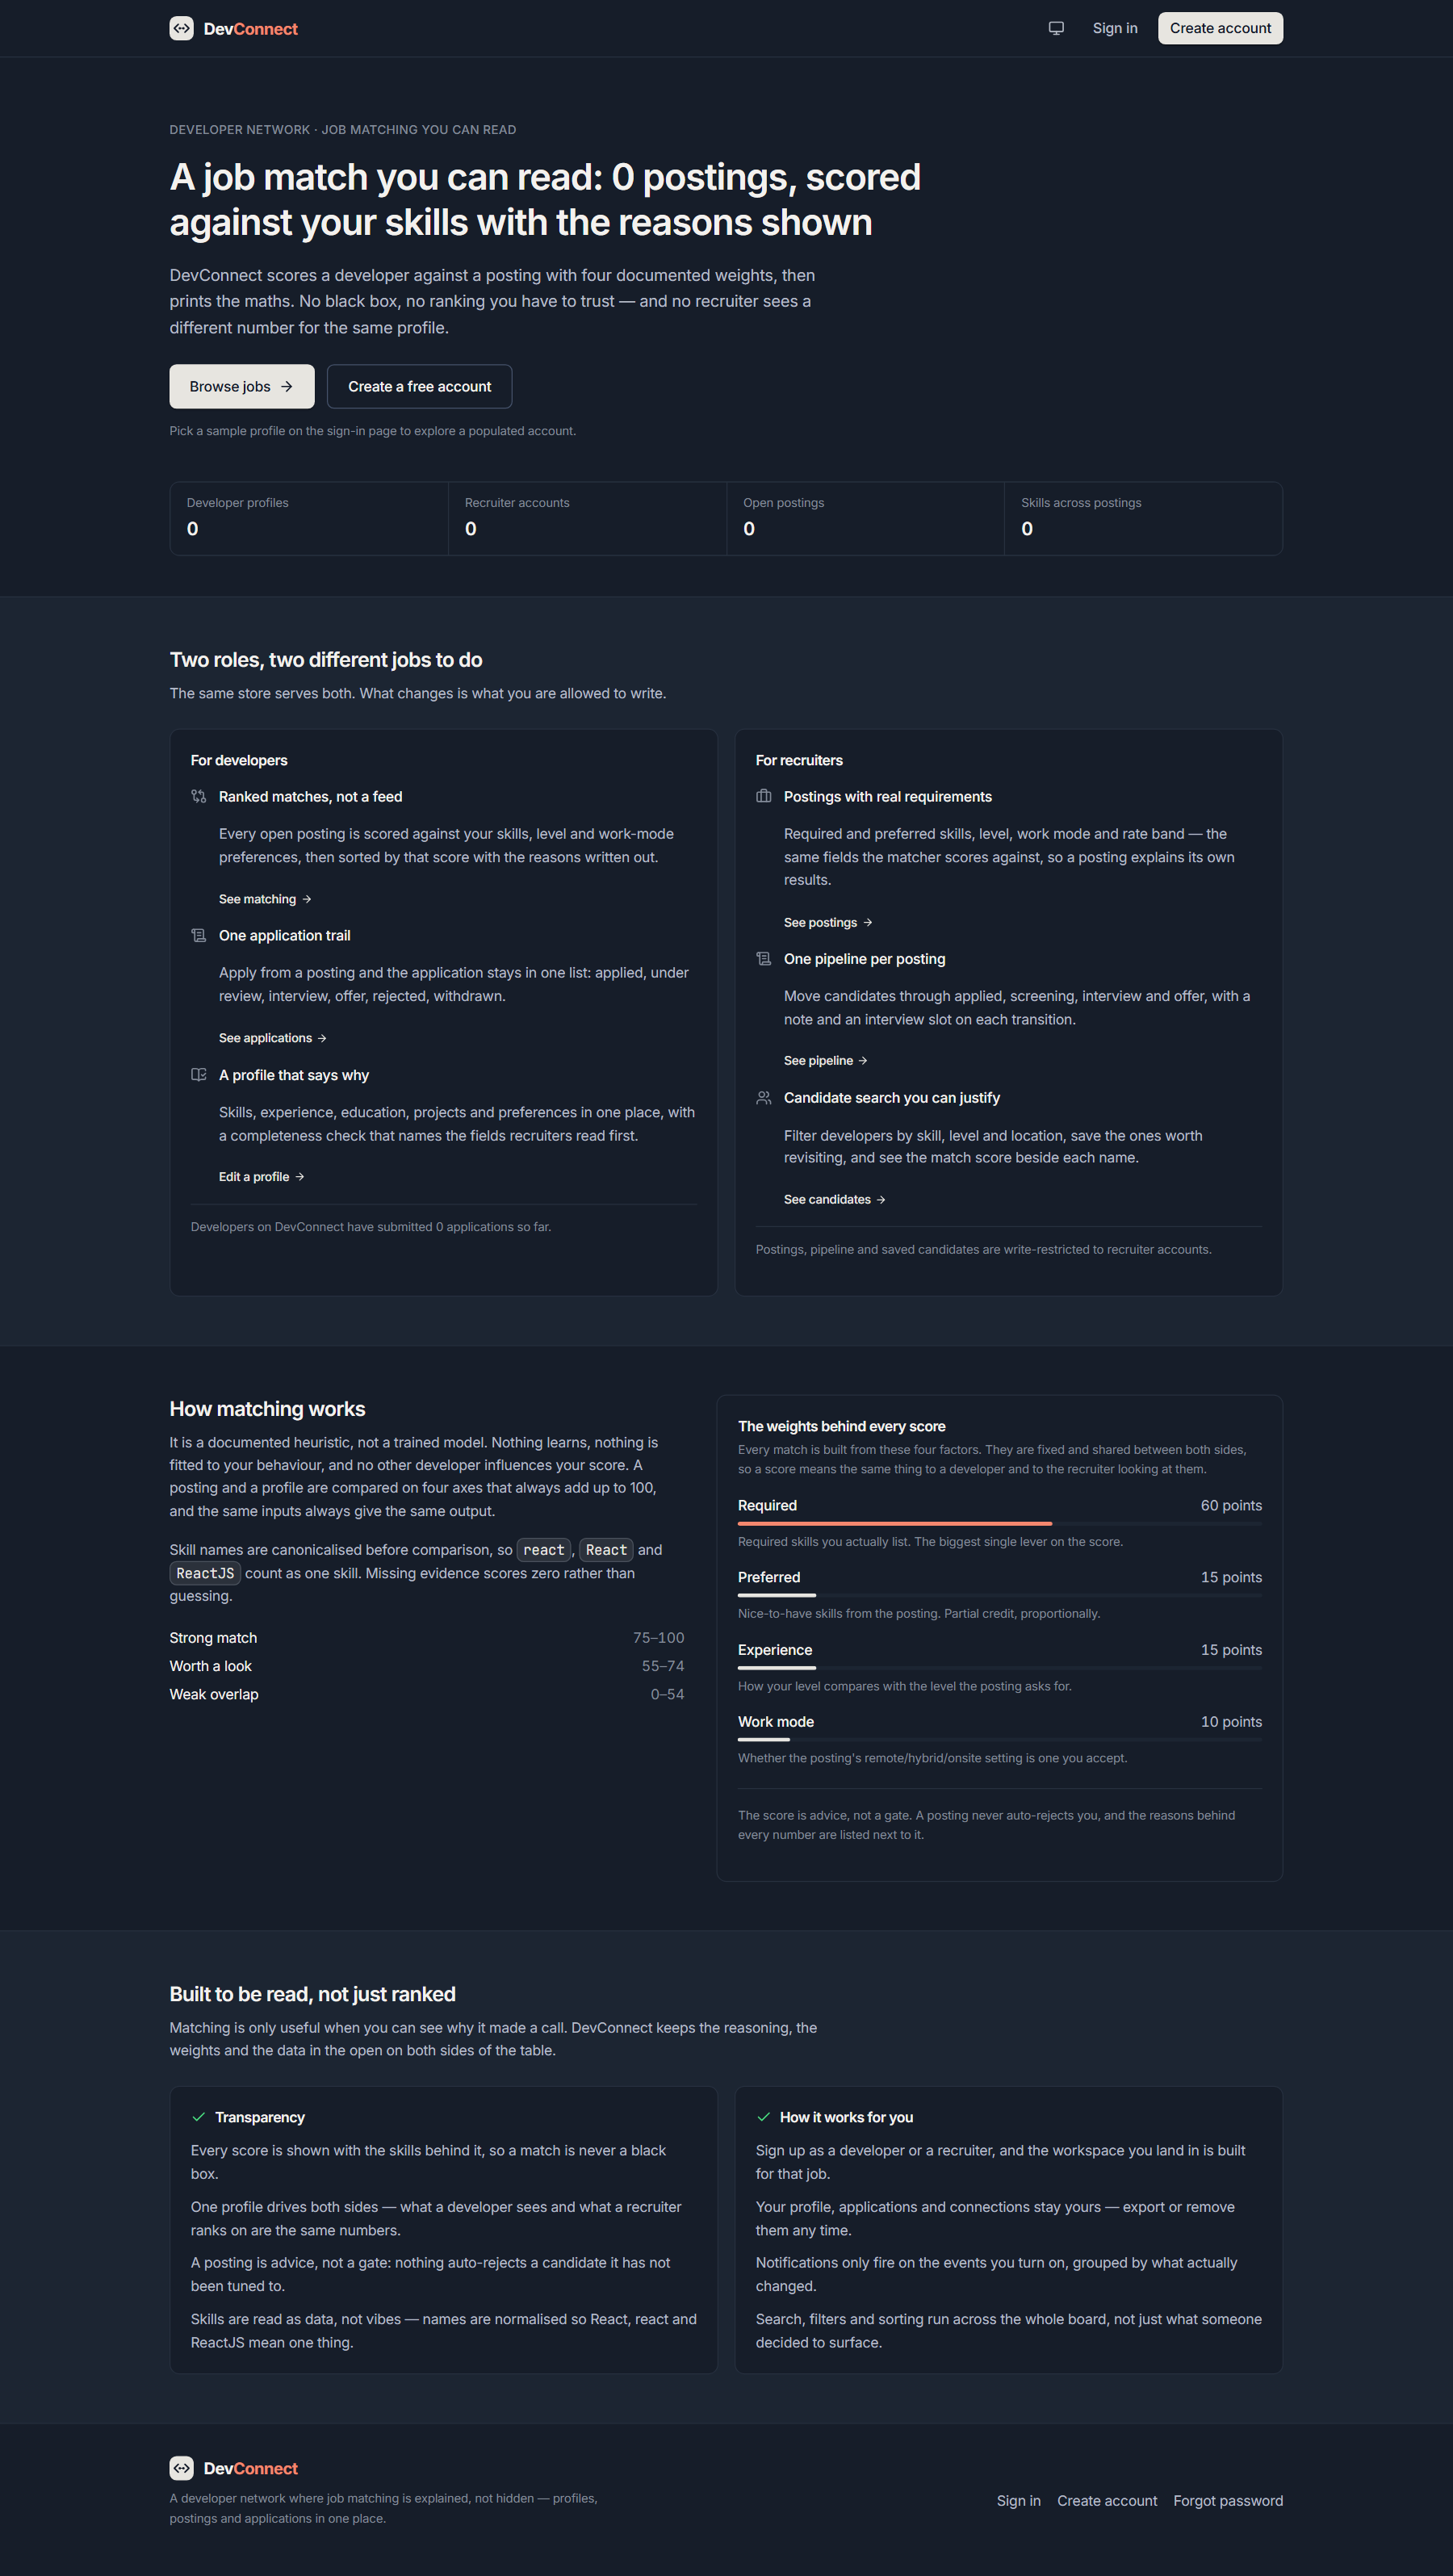 DevConnect
Sign in
Create account
DEVELOPER NETWORK · JOB MATCHING YOU CAN READ
A job match you can read: 0 postings, scored
against your skills with the reasons shown
DevConnect scores a developer against a posting with four documented weights, then
prints the maths. No black box, no ranking you have to trust — and no recruiter sees a
different number for the same profile.
Browse jobs →
Create a free account
Pick a sample profile on the sign-in page to explore a populated account.
Developer profiles
0
Recruiter accounts
0
Open postings
0
Skills across postings
0
Two roles, two different jobs to do
The same store serves both. What changes is what you are allowed to write.
For developers
Ranked matches, not a feed
Every open posting is scored against your skills, level and work-mode
preferences, then sorted by that score with the reasons written out.
See matching →
One application trail
Apply from a posting and the application stays in one list: applied, under
review, interview, offer, rejected, withdrawn.
See applications →
A profile that says why
Skills, experience, education, projects and preferences in one place, with
a completeness check that names the fields recruiters read first.
Edit a profile →
Developers on DevConnect have submitted 0 applications so far.
For recruiters
Postings with real requirements
Required and preferred skills, level, work mode and rate band — the
same fields the matcher scores against, so a posting explains its own
results.
See postings →
One pipeline per posting
Move candidates through applied, screening, interview and offer, with a
note and an interview slot on each transition.
See pipeline →
Candidate search you can justify
Filter developers by skill, level and location, save the ones worth
revisiting, and see the match score beside each name.
See candidates →
Postings, pipeline and saved candidates are write-restricted to recruiter accounts.
How matching works
It is a documented heuristic, not a trained model. Nothing learns, nothing is
fitted to your behaviour, and no other developer influences your score. A
posting and a profile are compared on four axes that always add up to 100,
and the same inputs always give the same output.
Skill names are canonicalised before comparison, so react, React and
ReactJS count as one skill. Missing evidence scores zero rather than
guessing.
Strong match 75–100
Worth a look 55–74
Weak overlap 0–54
The weights behind every score
Every match is built from these four factors. They are fixed and shared between both sides,
so a score means the same thing to a developer and to the recruiter looking at them.
Required 60 points
Required skills you actually list. The biggest single lever on the score.
Preferred 15 points
Nice-to-have skills from the posting. Partial credit, proportionally.
Experience 15 points
How your level compares with the level the posting asks for.
Work mode 10 points
Whether the posting's remote/hybrid/onsite setting is one you accept.
The score is advice, not a gate. A posting never auto-rejects you, and the reasons behind
every number are listed next to it.
Built to be read, not just ranked
Matching is only useful when you can see why it made a call. DevConnect keeps the reasoning, the
weights and the data in the open on both sides of the table.
Transparency
Every score is shown with the skills behind it, so a match is never a black
box.
One profile drives both sides — what a developer sees and what a recruiter
ranks on are the same numbers.
A posting is advice, not a gate: nothing auto-rejects a candidate it has not
been tuned to.
Skills are read as data, not vibes — names are normalised so React, react and
ReactJS mean one thing.
How it works for you
Sign up as a developer or a recruiter, and the workspace you land in is built
for that job.
Your profile, applications and connections stay yours — export or remove
them any time.
Notifications only fire on the events you turn on, grouped by what actually
changed.
Search, filters and sorting run across the whole board, not just what someone
decided to surface.
DevConnect
A developer network where job matching is explained, not hidden — profiles,
postings and applications in one place.
Sign in
Create account
Forgot password